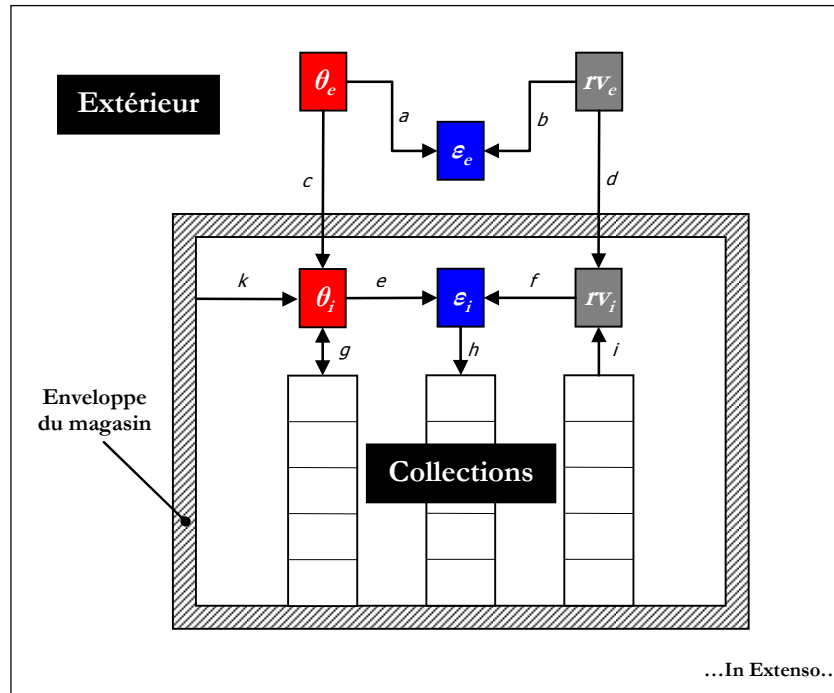 θe
rve
Extérieur
a
b
εe
c
d
k
θi
e
εi
f
rvi
g
h
i
Enveloppe
du magasin
Collections
…In Extenso…